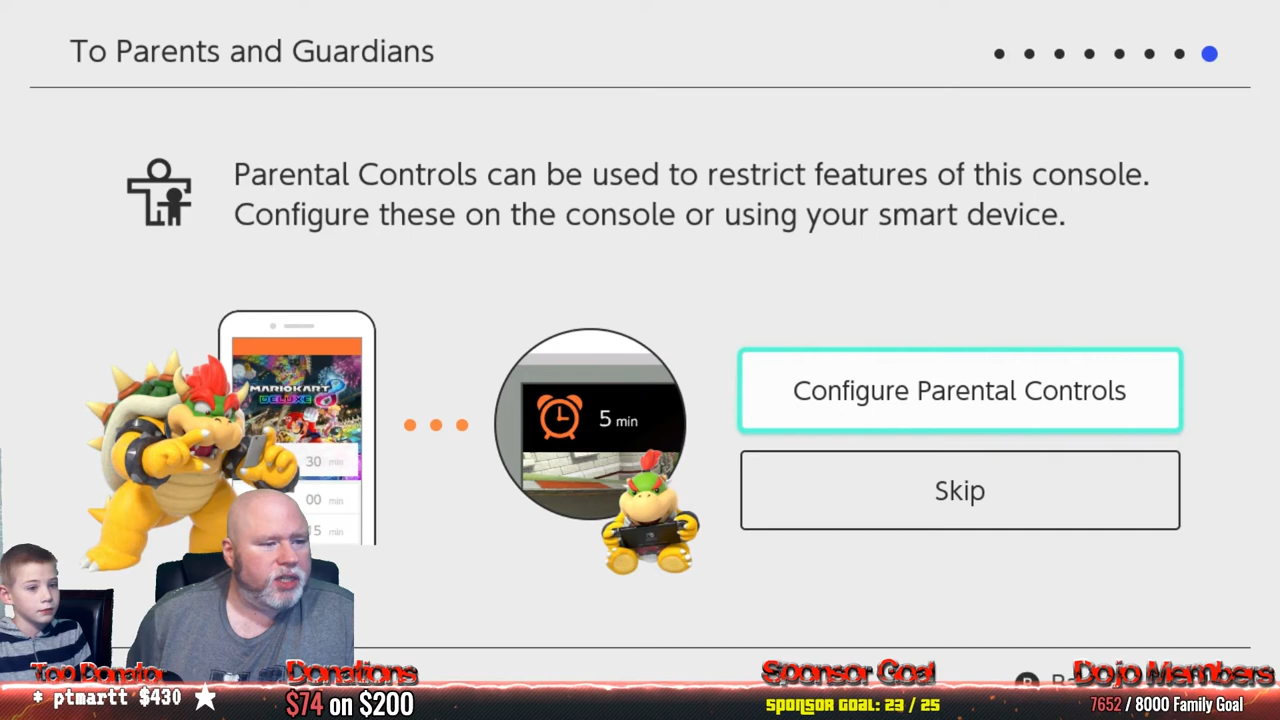 To Parents and Guardians
Parental Controls can be used to restrict features of this console.
Configure these on the console or using your smart device.
MARIOKART 8
DELUXE
30 min
00 min
15 min
5 min
Configure Parental Controls
Skip
Top Donator
* ptmartt $430
Donations
$74 on $200
Sponsor Goal
SPONSOR GOAL: 23 / 25
Dojo Members
7652 / 8000 Family Goal